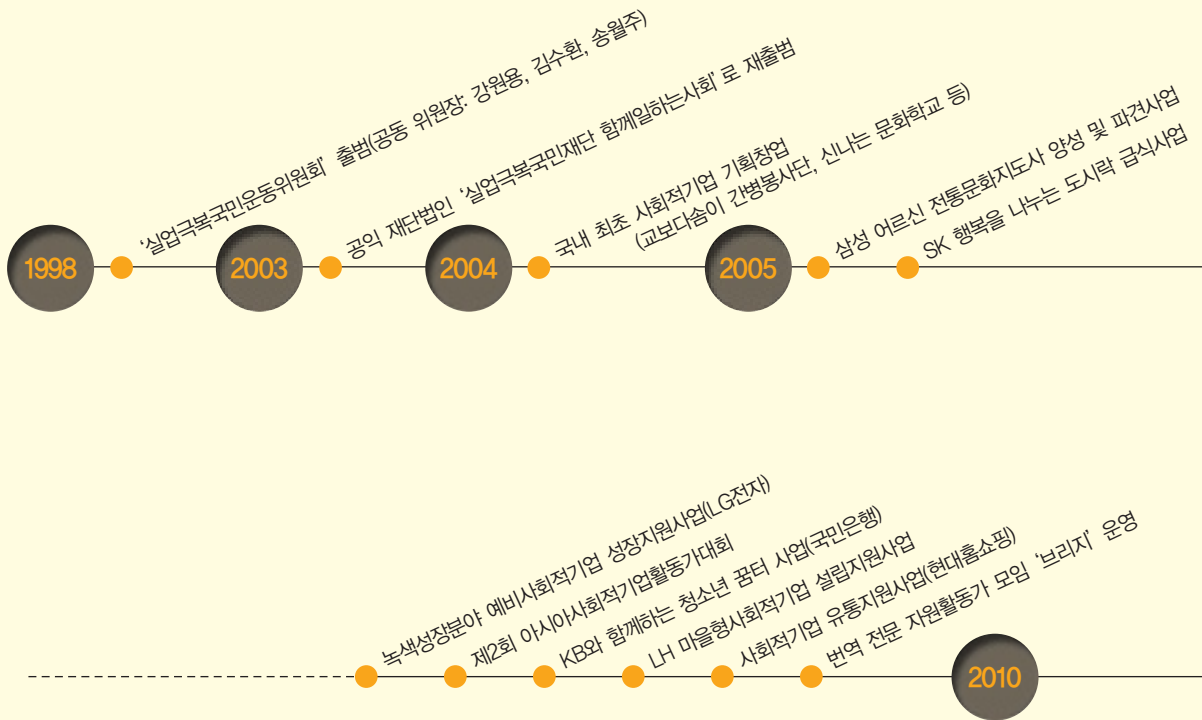 1998
‘실업극복국민운동위원회’ 출범(공동 위원장: 강원용, 김수환, 송월주)
2003
공익 재단법인 ‘실업극복국민재단 함께일하는사회’로 재출범
2004
국내 최초 사회적기업 기획창업
(교보다솜이 간병봉사단, 신나는 문화학교 등)
2005
삼성 어르신 전통문화지도사 양성 및 파견사업
SK 행복을 나누는 도시락 급식사업
녹색성장분야 예비사회적기업 성장지원사업(LG전자)
제2회 아시아사회적기업활동가대회
KB와 함께하는 청소년 꿈터 사업(국민은행)
LH 마을형사회적기업 설립지원사업
사회적기업 유통지원사업(현대홈쇼핑)
번역 전문 자원활동가 모임 ‘브리지’ 운영
2010